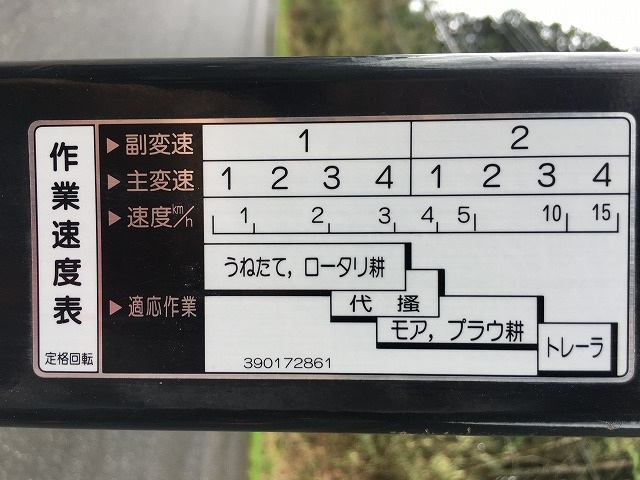 作業速度表
定格回転
▶副変速 1 2
▶主変速 1 2 3 4 1 2 3 4
▶速度km/h 1 2 3 4 5 10 15
▶適応作業
うねたて, ロータリ耕
代掻
モア, プラウ耕
トレーラ
390172861